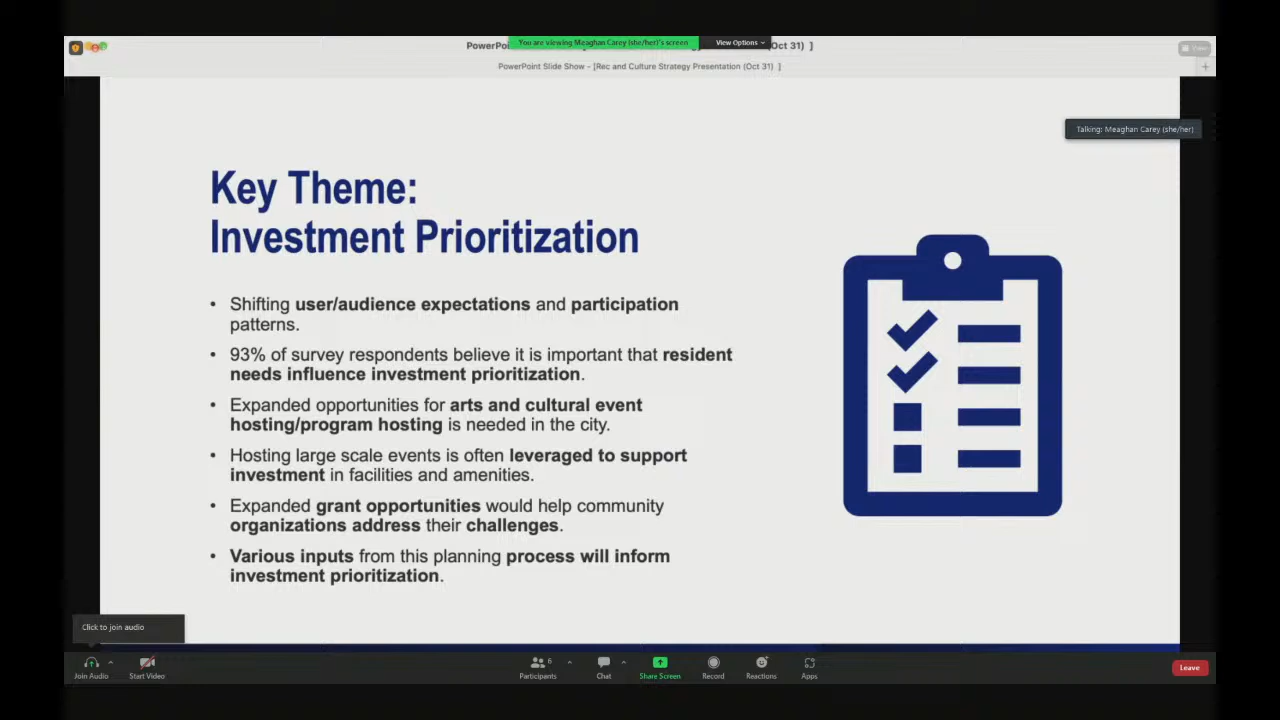 PowerPoi
You are viewing Meaghan Carey (she/her)'s screen
View Options
Oct 31) ]
View
PowerPoint Slide Show - [Rec and Culture Strategy Presentation (Oct 31) ]
Talking: Meaghan Carey (she/her)
Key Theme:
Investment Prioritization
• Shifting user/audience expectations and participation
patterns.
• 93% of survey respondents believe it is important that resident
needs influence investment prioritization.
• Expanded opportunities for arts and cultural event
hosting/program hosting is needed in the city.
• Hosting large scale events is often leveraged to support
investment in facilities and amenities.
• Expanded grant opportunities would help community
organizations address their challenges.
• Various inputs from this planning process will inform
investment prioritization.
Click to join audio
Join Audio
Start Video
6
Participants
Chat
Share Screen
Record
Reactions
Apps
Leave